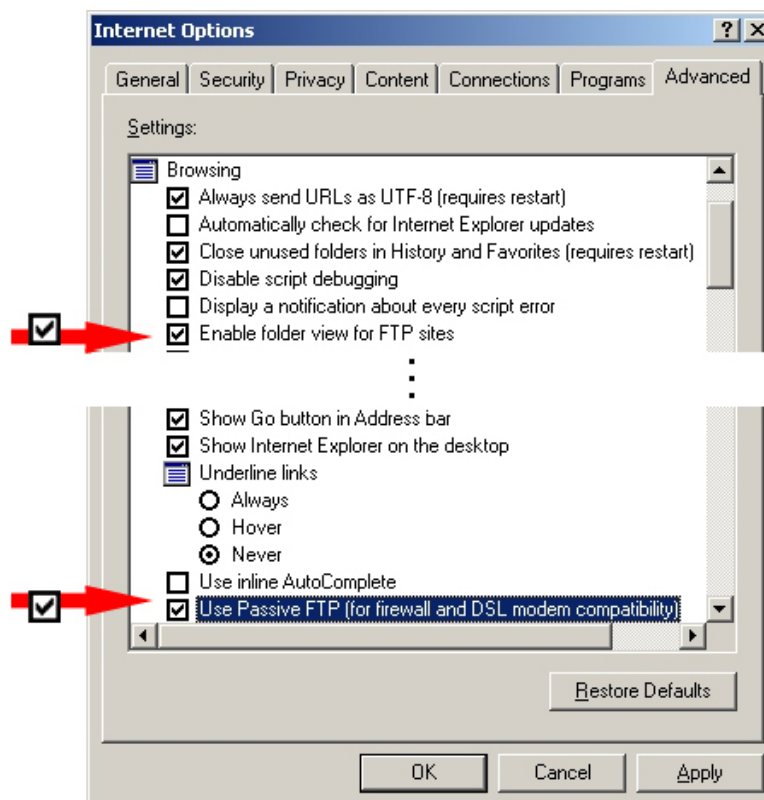 Internet Options
General Security Privacy Content Connections Programs Advanced
Settings:
Browsing
Always send URLs as UTF-8 (requires restart)
Automatically check for Internet Explorer updates
Close unused folders in History and Favorites (requires restart)
Disable script debugging
Display a notification about every script error
Enable folder view for FTP sites
Show Go button in Address bar
Show Internet Explorer on the desktop
Underline links
Always
Hover
Never
Use inline AutoComplete
Use Passive FTP (for firewall and DSL modem compatibility)
Restore Defaults
OK Cancel Apply